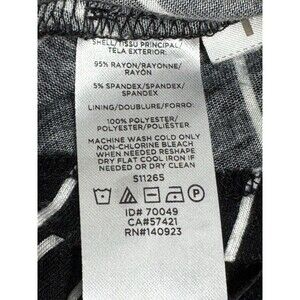 SHELL/TISSU PRINCIPAL/
TELA EXTERIOR:
95% RAYON/RAYONNE/
RAYÓN
5% SPANDEX/SPANDEX/
SPANDEX
LINING/DOUBLURE/FORRO:
100% POLYESTER/
POLYESTER/POLIÉSTER
MACHINE WASH COLD ONLY
NON-CHLORINE BLEACH
WHEN NEEDED RESHAPE
DRY FLAT COOL IRON IF
NEEDED OR DRY CLEAN
S11265
P
ID# 70049
CA#57421
RN#140923